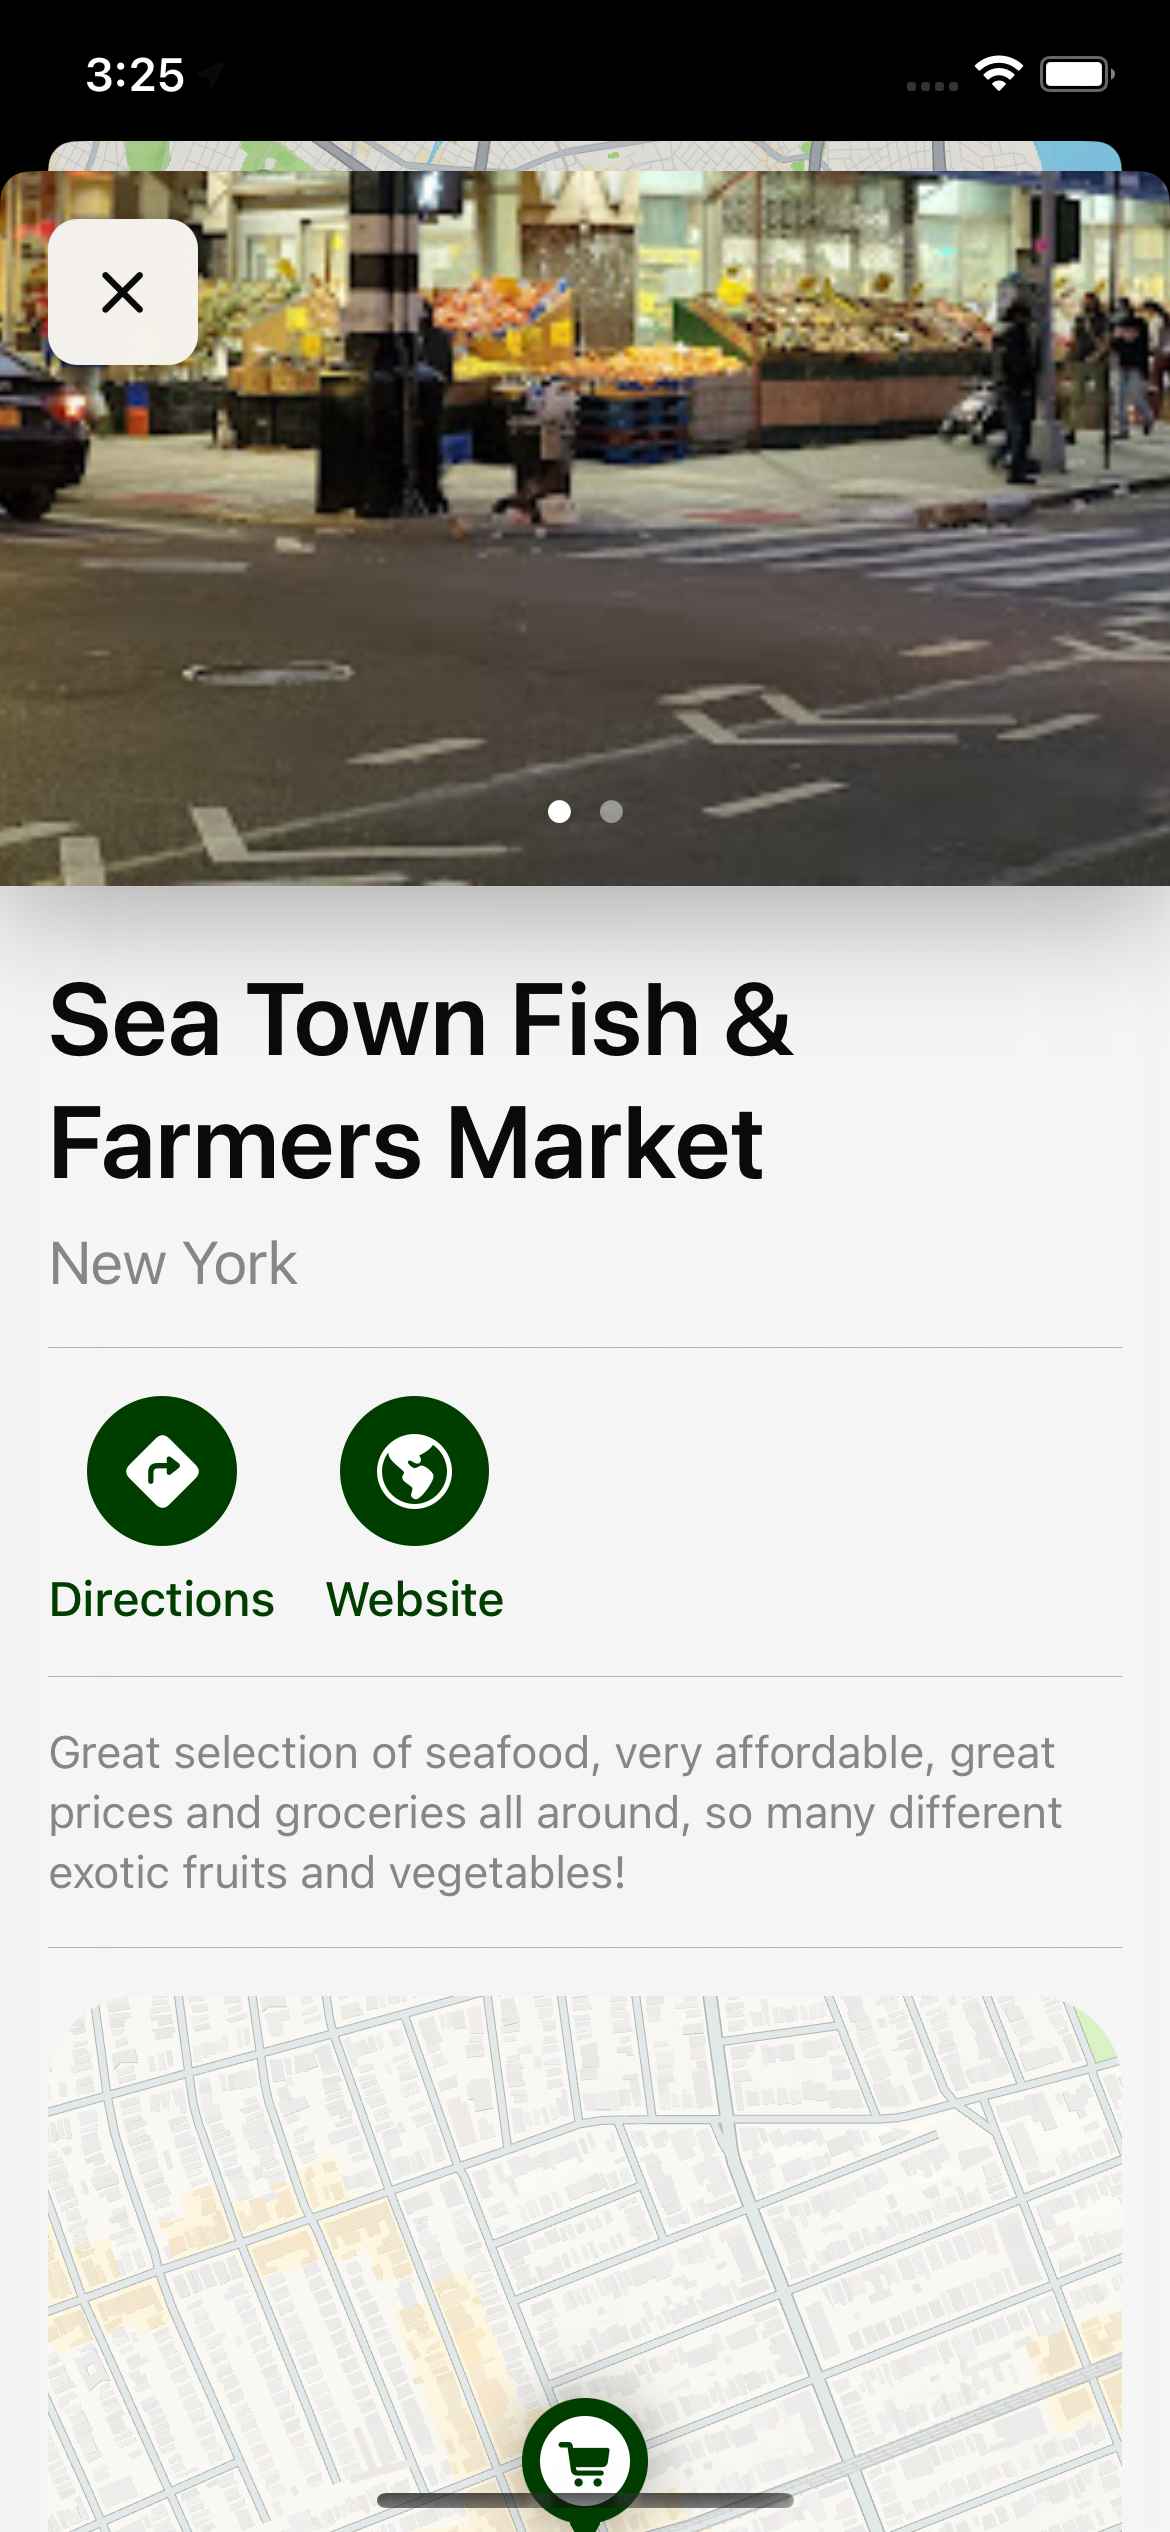 3:25
Sea Town Fish &
Farmers Market
New York
Directions
Website
Great selection of seafood, very affordable, great
prices and groceries all around, so many different
exotic fruits and vegetables!